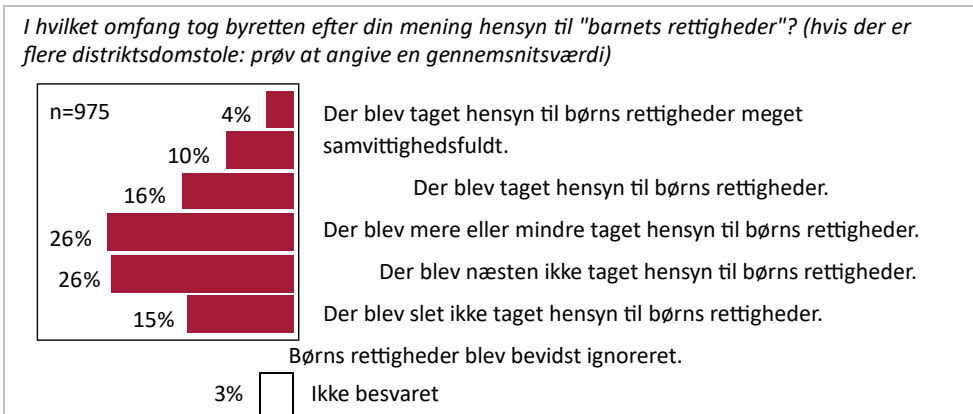 I hvilket omfang tog byretten efter din mening hensyn til "barnets rettigheder"? (hvis der er
flere distriktsdomstole: prøv at angive en gennemsnitsværdi)
n=975
4%
Der blev taget hensyn til børns rettigheder meget
samvittighedsfuldt.
10%
16%
Der blev taget hensyn til børns rettigheder.
26%
Der blev mere eller mindre taget hensyn til børns rettigheder.
26%
Der blev næsten ikke taget hensyn til børns rettigheder.
15%
Der blev slet ikke taget hensyn til børns rettigheder.
Børns rettigheder blev bevidst ignoreret.
3%
Ikke besvaret